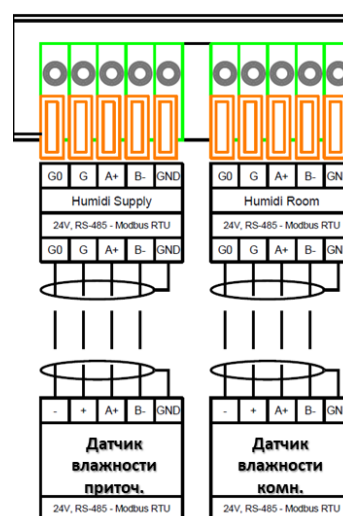 G0 G A+ B- GND G0 G A+ B- GN
Humidi Supply Humidi Room
24V, RS-485 - Modbus RTU 24V, RS-485 - Modbus RTU
G0 G A+ B- GND G0 G A+ B- GN
- + A+ B- GND - + A+ B- GN
Датчик Датчик
влажности влажности
приточ. комн.
24V, RS-485 - Modbus RTU 24V, RS-485 - Modbus RTU